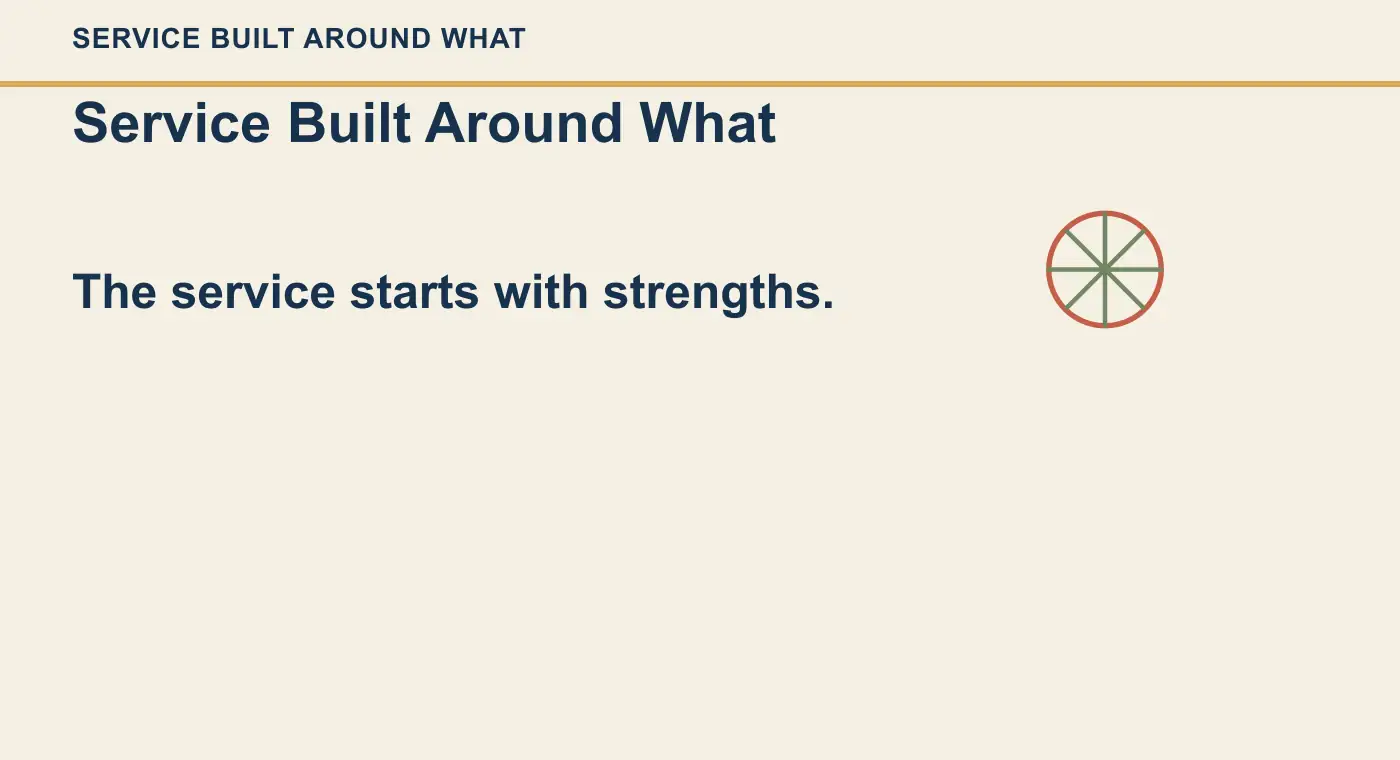 SERVICE BUILT AROUND WHAT
Service Built Around What
The service starts with strengths.